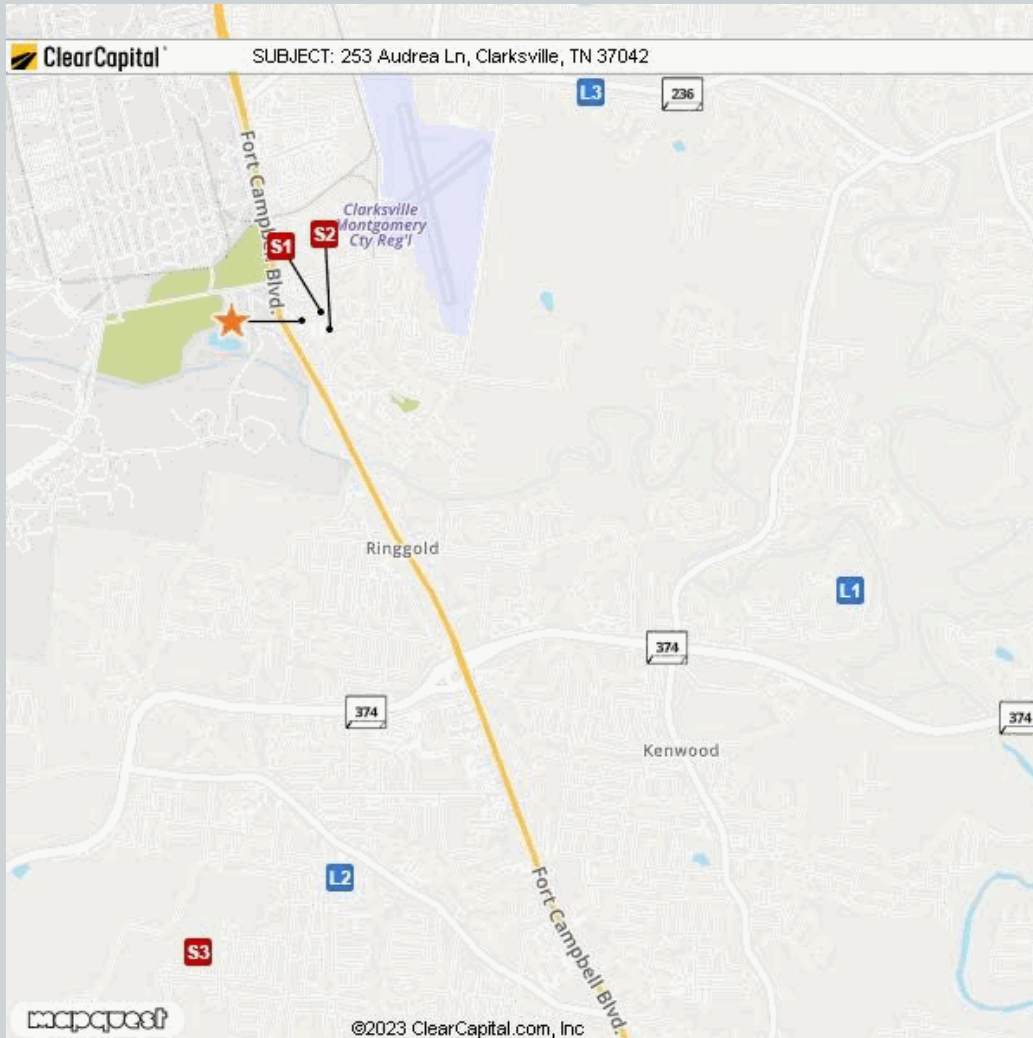 ClearCapital
SUBJECT: 253 Audrea Ln, Clarksville, TN 37042
L3
236
Fort Campbell Blvd.
Clarksville
Montgomery
Cty Reg'l
S1
S2
Ringgold
L1
374
374
374
Kenwood
L2
Fort Campbell Blvd.
S3
mapquest
©2023 ClearCapital.com, Inc